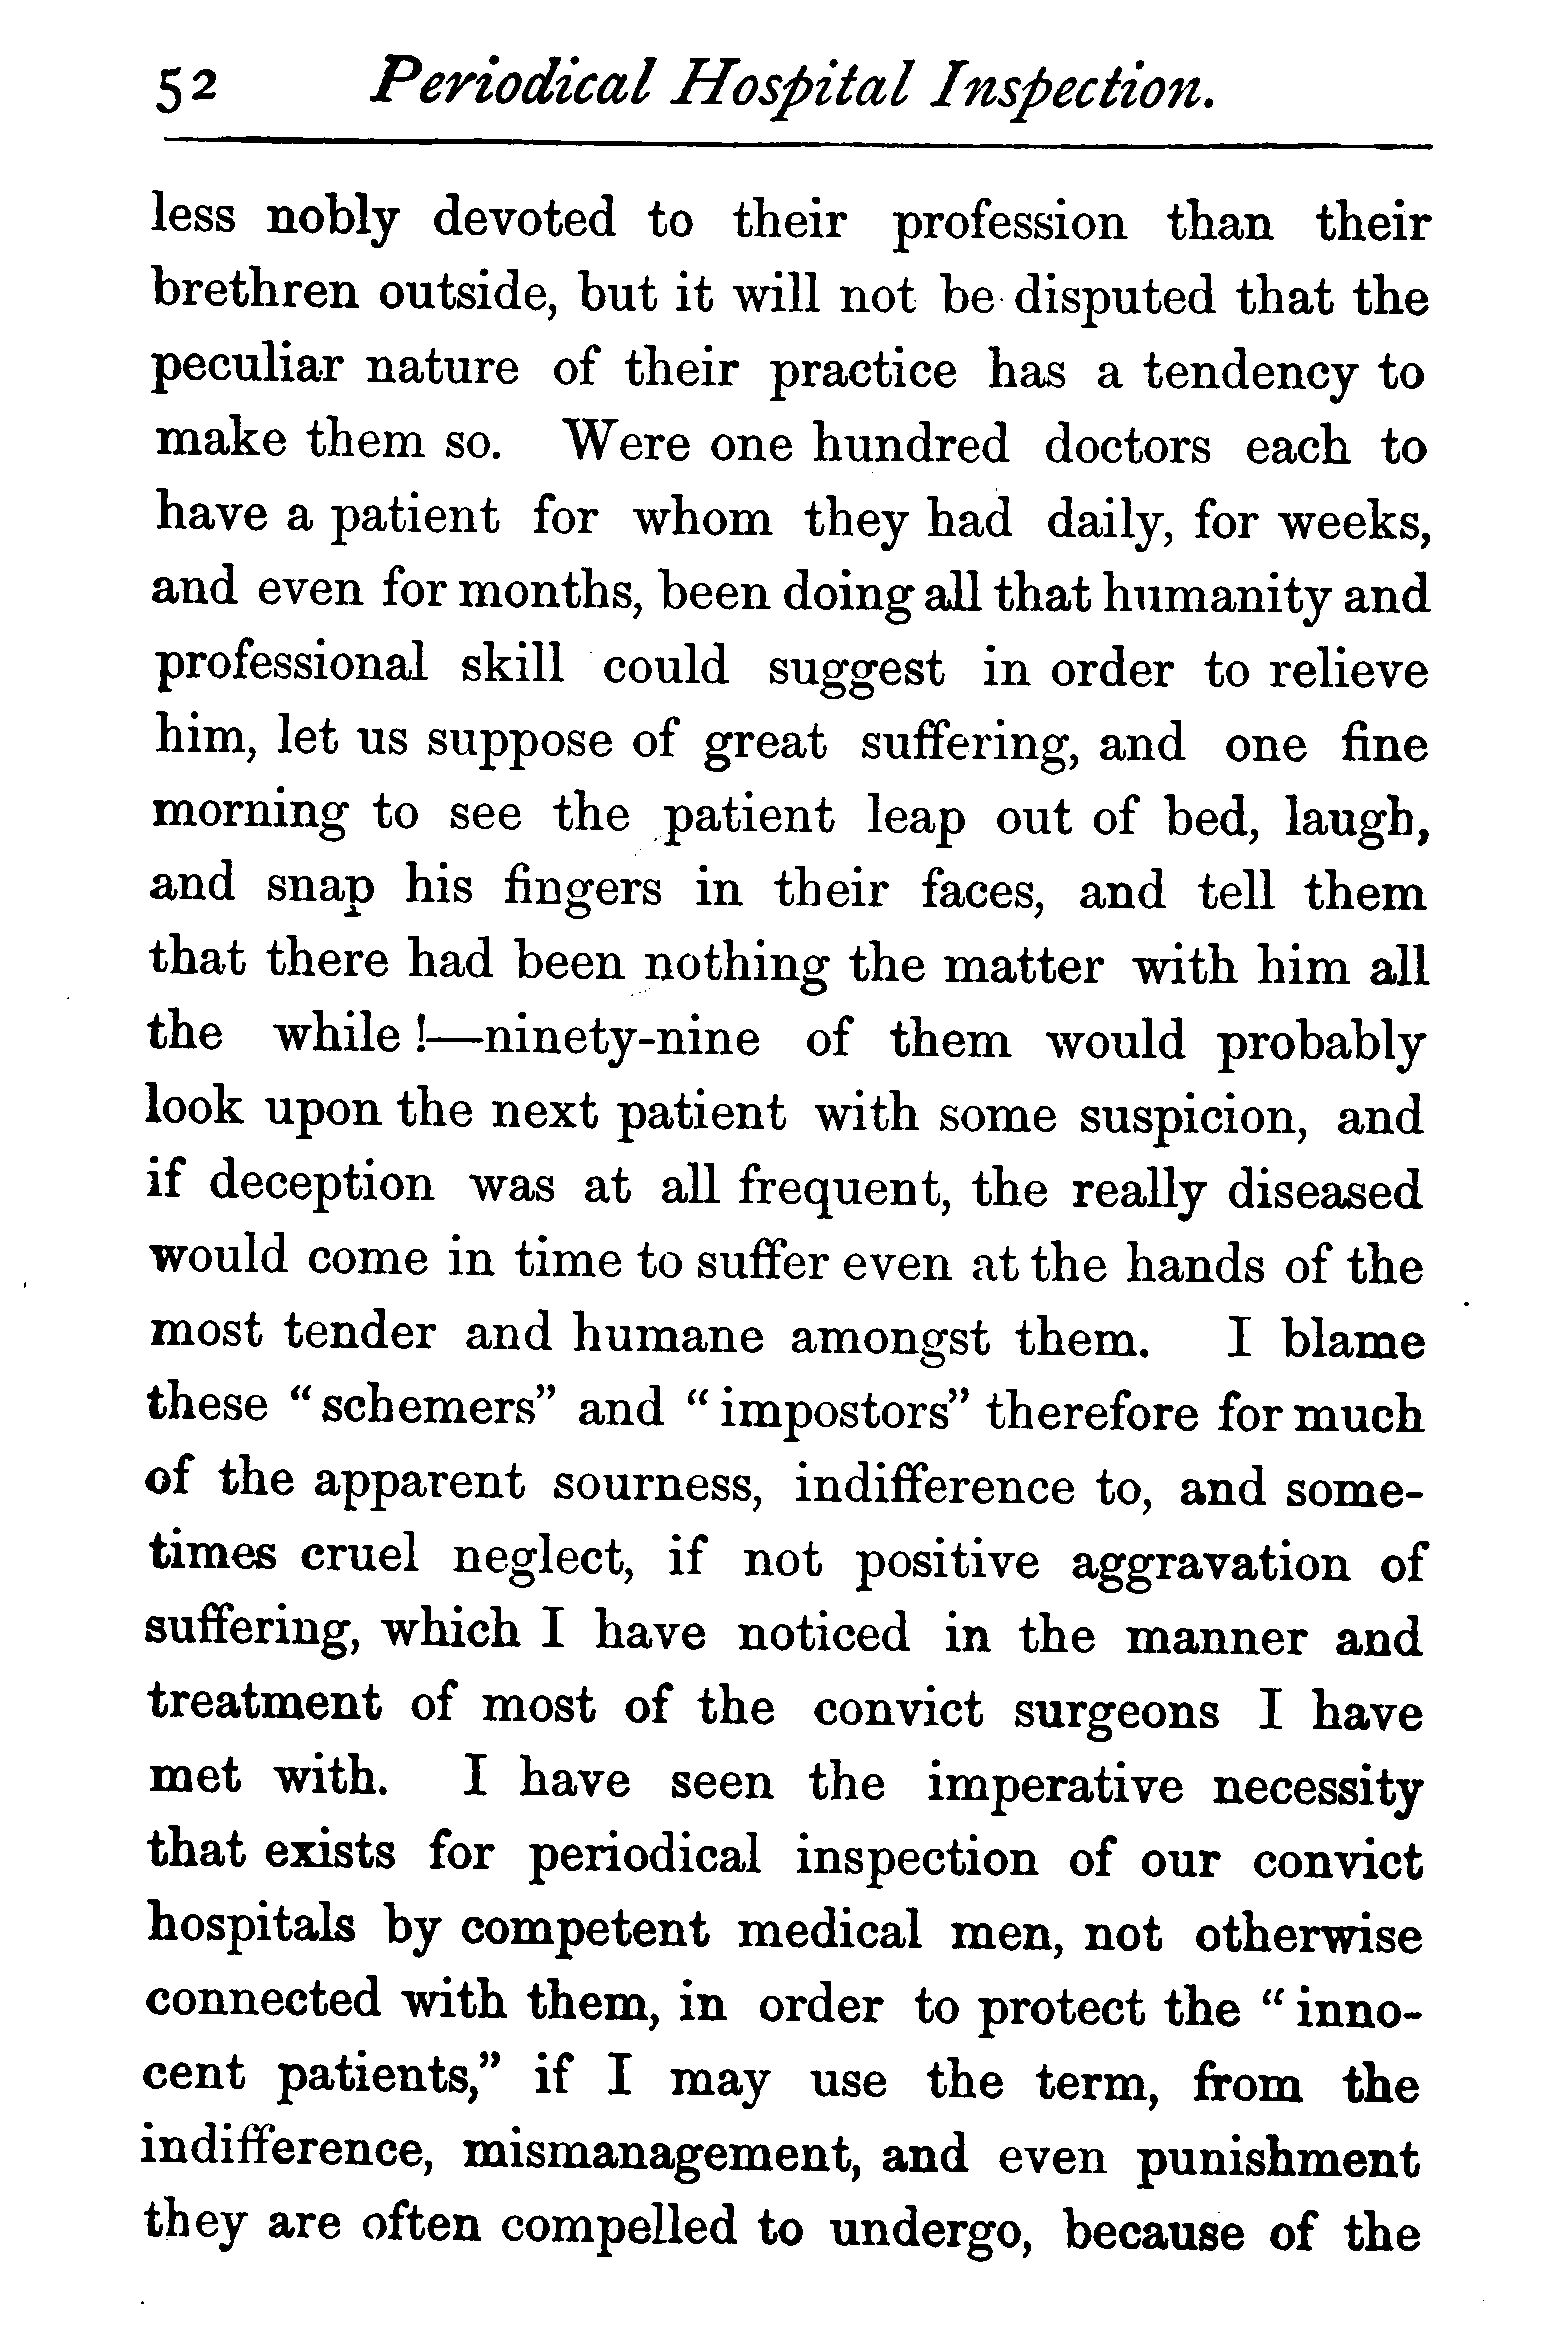 52 Periodical Hospital Inspection.
less nobly devoted to their profession than their
brethren outside, but it will not be disputed that the
peculiar nature of their practice has a tendency to
make them so. Were one hundred doctors each to
have a patient for whom they had daily, for weeks,
and even for months, been doing all that humanity and
professional skill could suggest in order to relieve
him, let us suppose of great suffering, and one fine
morning to see the patient leap out of bed, laugh,
and snap his fingers in their faces, and tell them
that there had been nothing the matter with him all
the while !—ninety-nine of them would probably
look upon the next patient with some suspicion, and
if deception was at all frequent, the really diseased
would come in time to suffer even at the hands of the
most tender and humane amongst them. I blame
these “ schemers” and “ impostors” therefore for much
of the apparent sourness, indifference to, and some-
times cruel neglect, if not positive aggravation of
suffering, which I have noticed in the manner and
treatment of most of the convict surgeons I have
met with. I have seen the imperative necessity
that exists for periodical inspection of our convict
hospitals by competent medical men, not otherwise
connected with them, in order to protect the “ inno-
cent patients,” if I may use the term, from the
indifference, mismanagement, and even punishment
they are often compelled to undergo, because of the